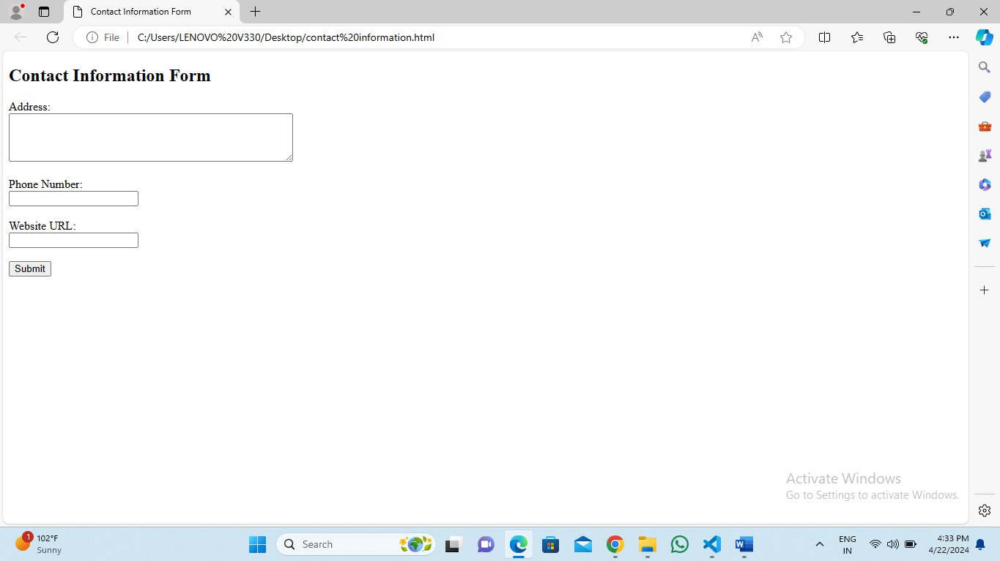 Contact Information Form
File
C:/Users/LENOVO%20V330/Desktop/contact%20information.html
Contact Information Form
Address:
Phone Number:
Website URL:
Submit
Activate Windows
Go to Settings to activate Windows.
1
102°F
Sunny
Search
ENG
IN
4:33 PM
4/22/2024